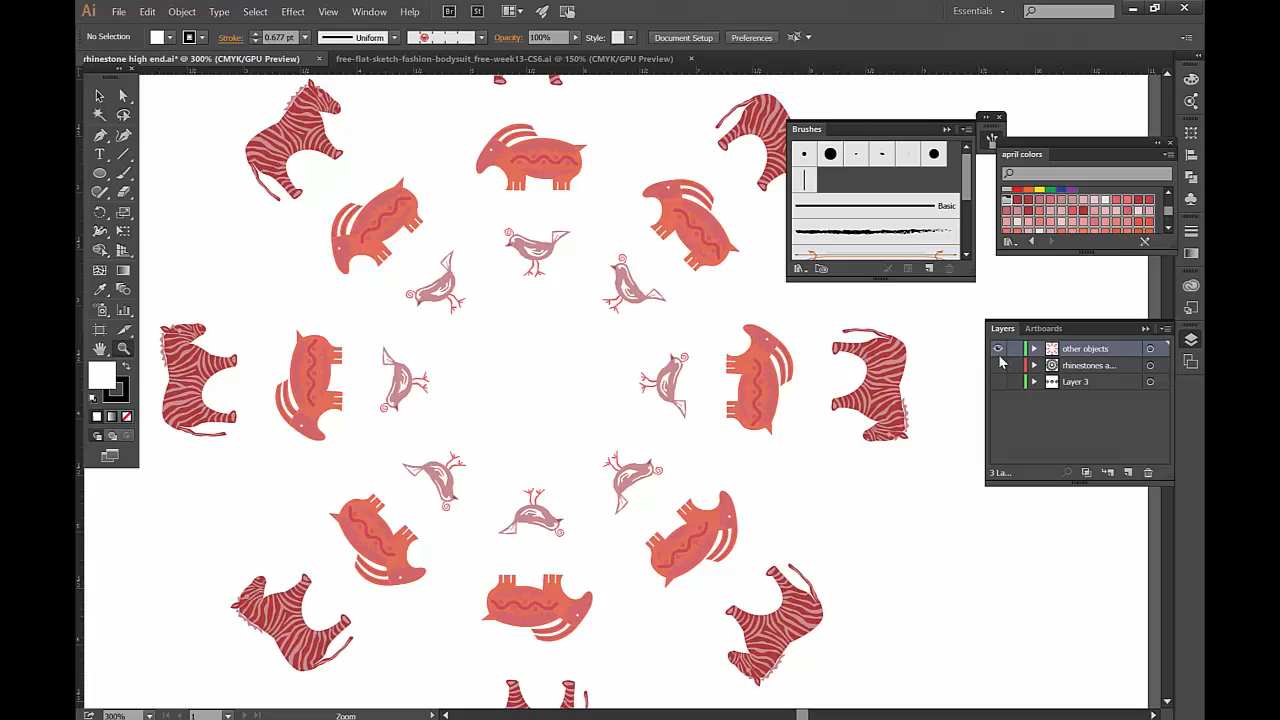 Ai File Edit Object Type Select Effect View Window Help Br St Essentials
No Selection Stroke: 0.677 pt Uniform Opacity: 100% Style: Document Setup Preferences
rhinestone high end.ai* @ 300% (CMYK/GPU Preview) × free-flat-sketch-fashion-bodysuit_free-week13-CS6.ai @ 150% (CMYK/GPU Preview) ×
Brushes
Basic
april colors
Layers Artboards
other objects
rhinestones a...
Layer 3
3 La...
300% 1 Zoom